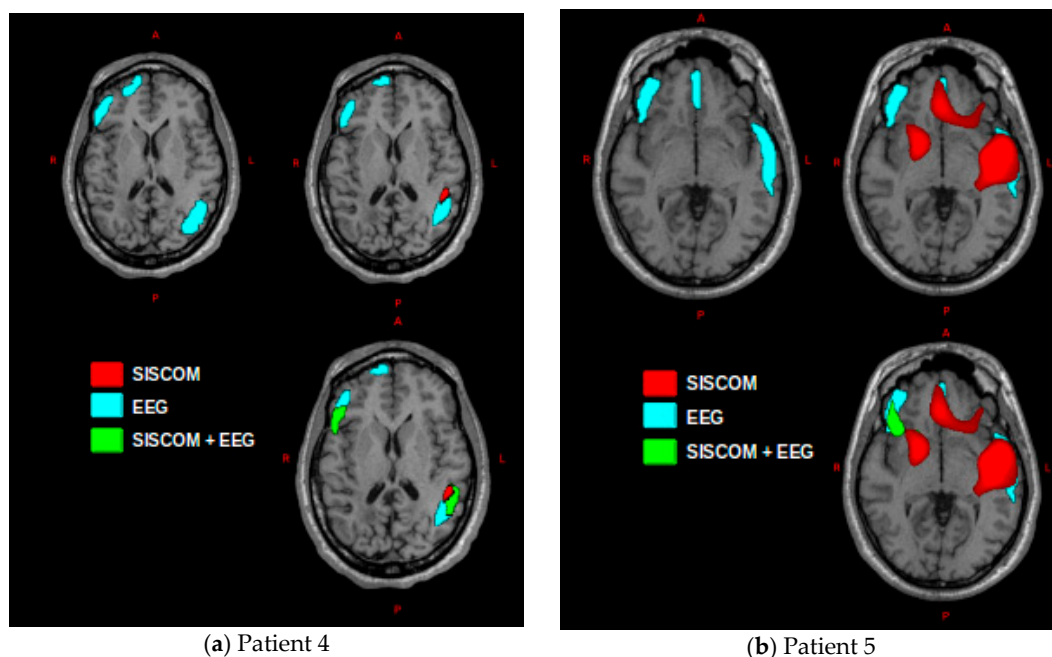 A
A
R
L
R
L
P
P
A
SISCOM
EEG
SISCOM + EEG
R
L
P
(a) Patient 4
A
A
R
L
R
L
P
P
A
SISCOM
EEG
SISCOM + EEG
R
L
P
(b) Patient 5